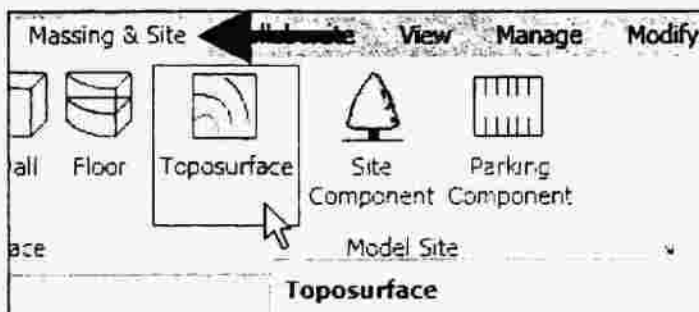 Massing & Site View Manage Modify
all Floor Toposurface Site Component Parking Component
ace Model Site
Toposurface